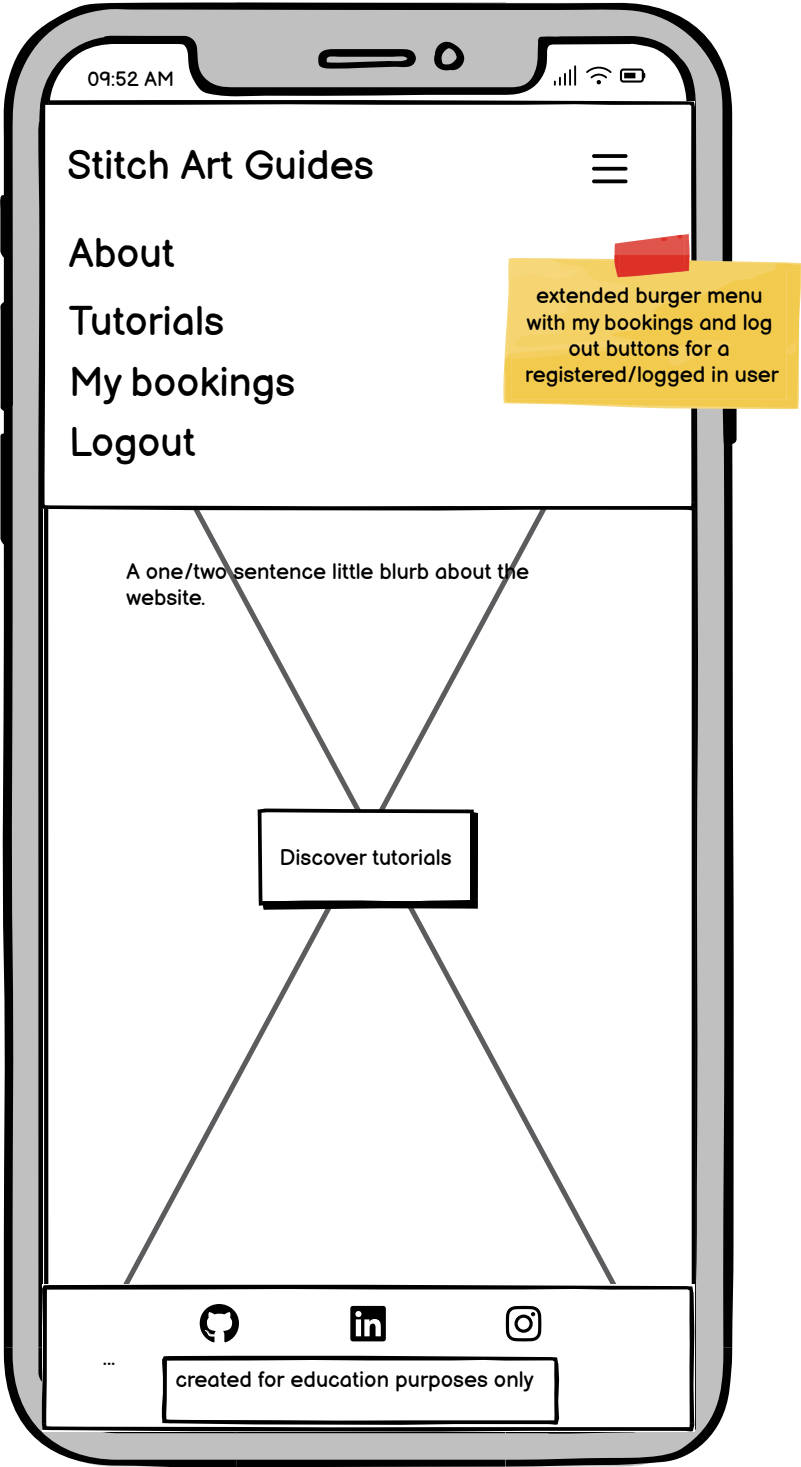 09:52 AM
Stitch Art Guides
About
Tutorials
My bookings
Logout
extended burger menu
with my bookings and log
out buttons for a
registered/logged in user
A one/two sentence little blurb about the
website.
Discover tutorials
in
...
created for education purposes only